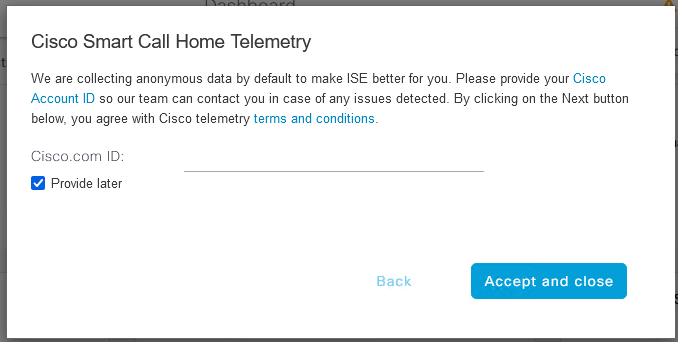 Dashboard
Cisco Smart Call Home Telemetry
We are collecting anonymous data by default to make ISE better for you. Please provide your Cisco
Account ID so our team can contact you in case of any issues detected. By clicking on the Next button
below, you agree with Cisco telemetry terms and conditions.
Cisco.com ID:
Provide later
Back
Accept and close